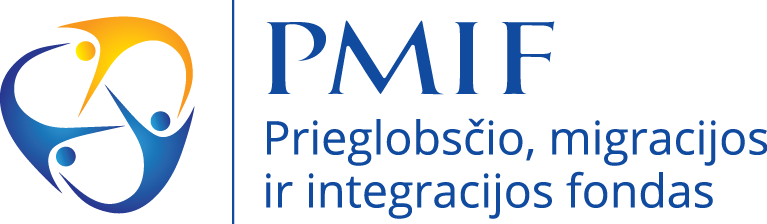 PMIF
Prieglobsčio, migracijos
ir integracijos fondas